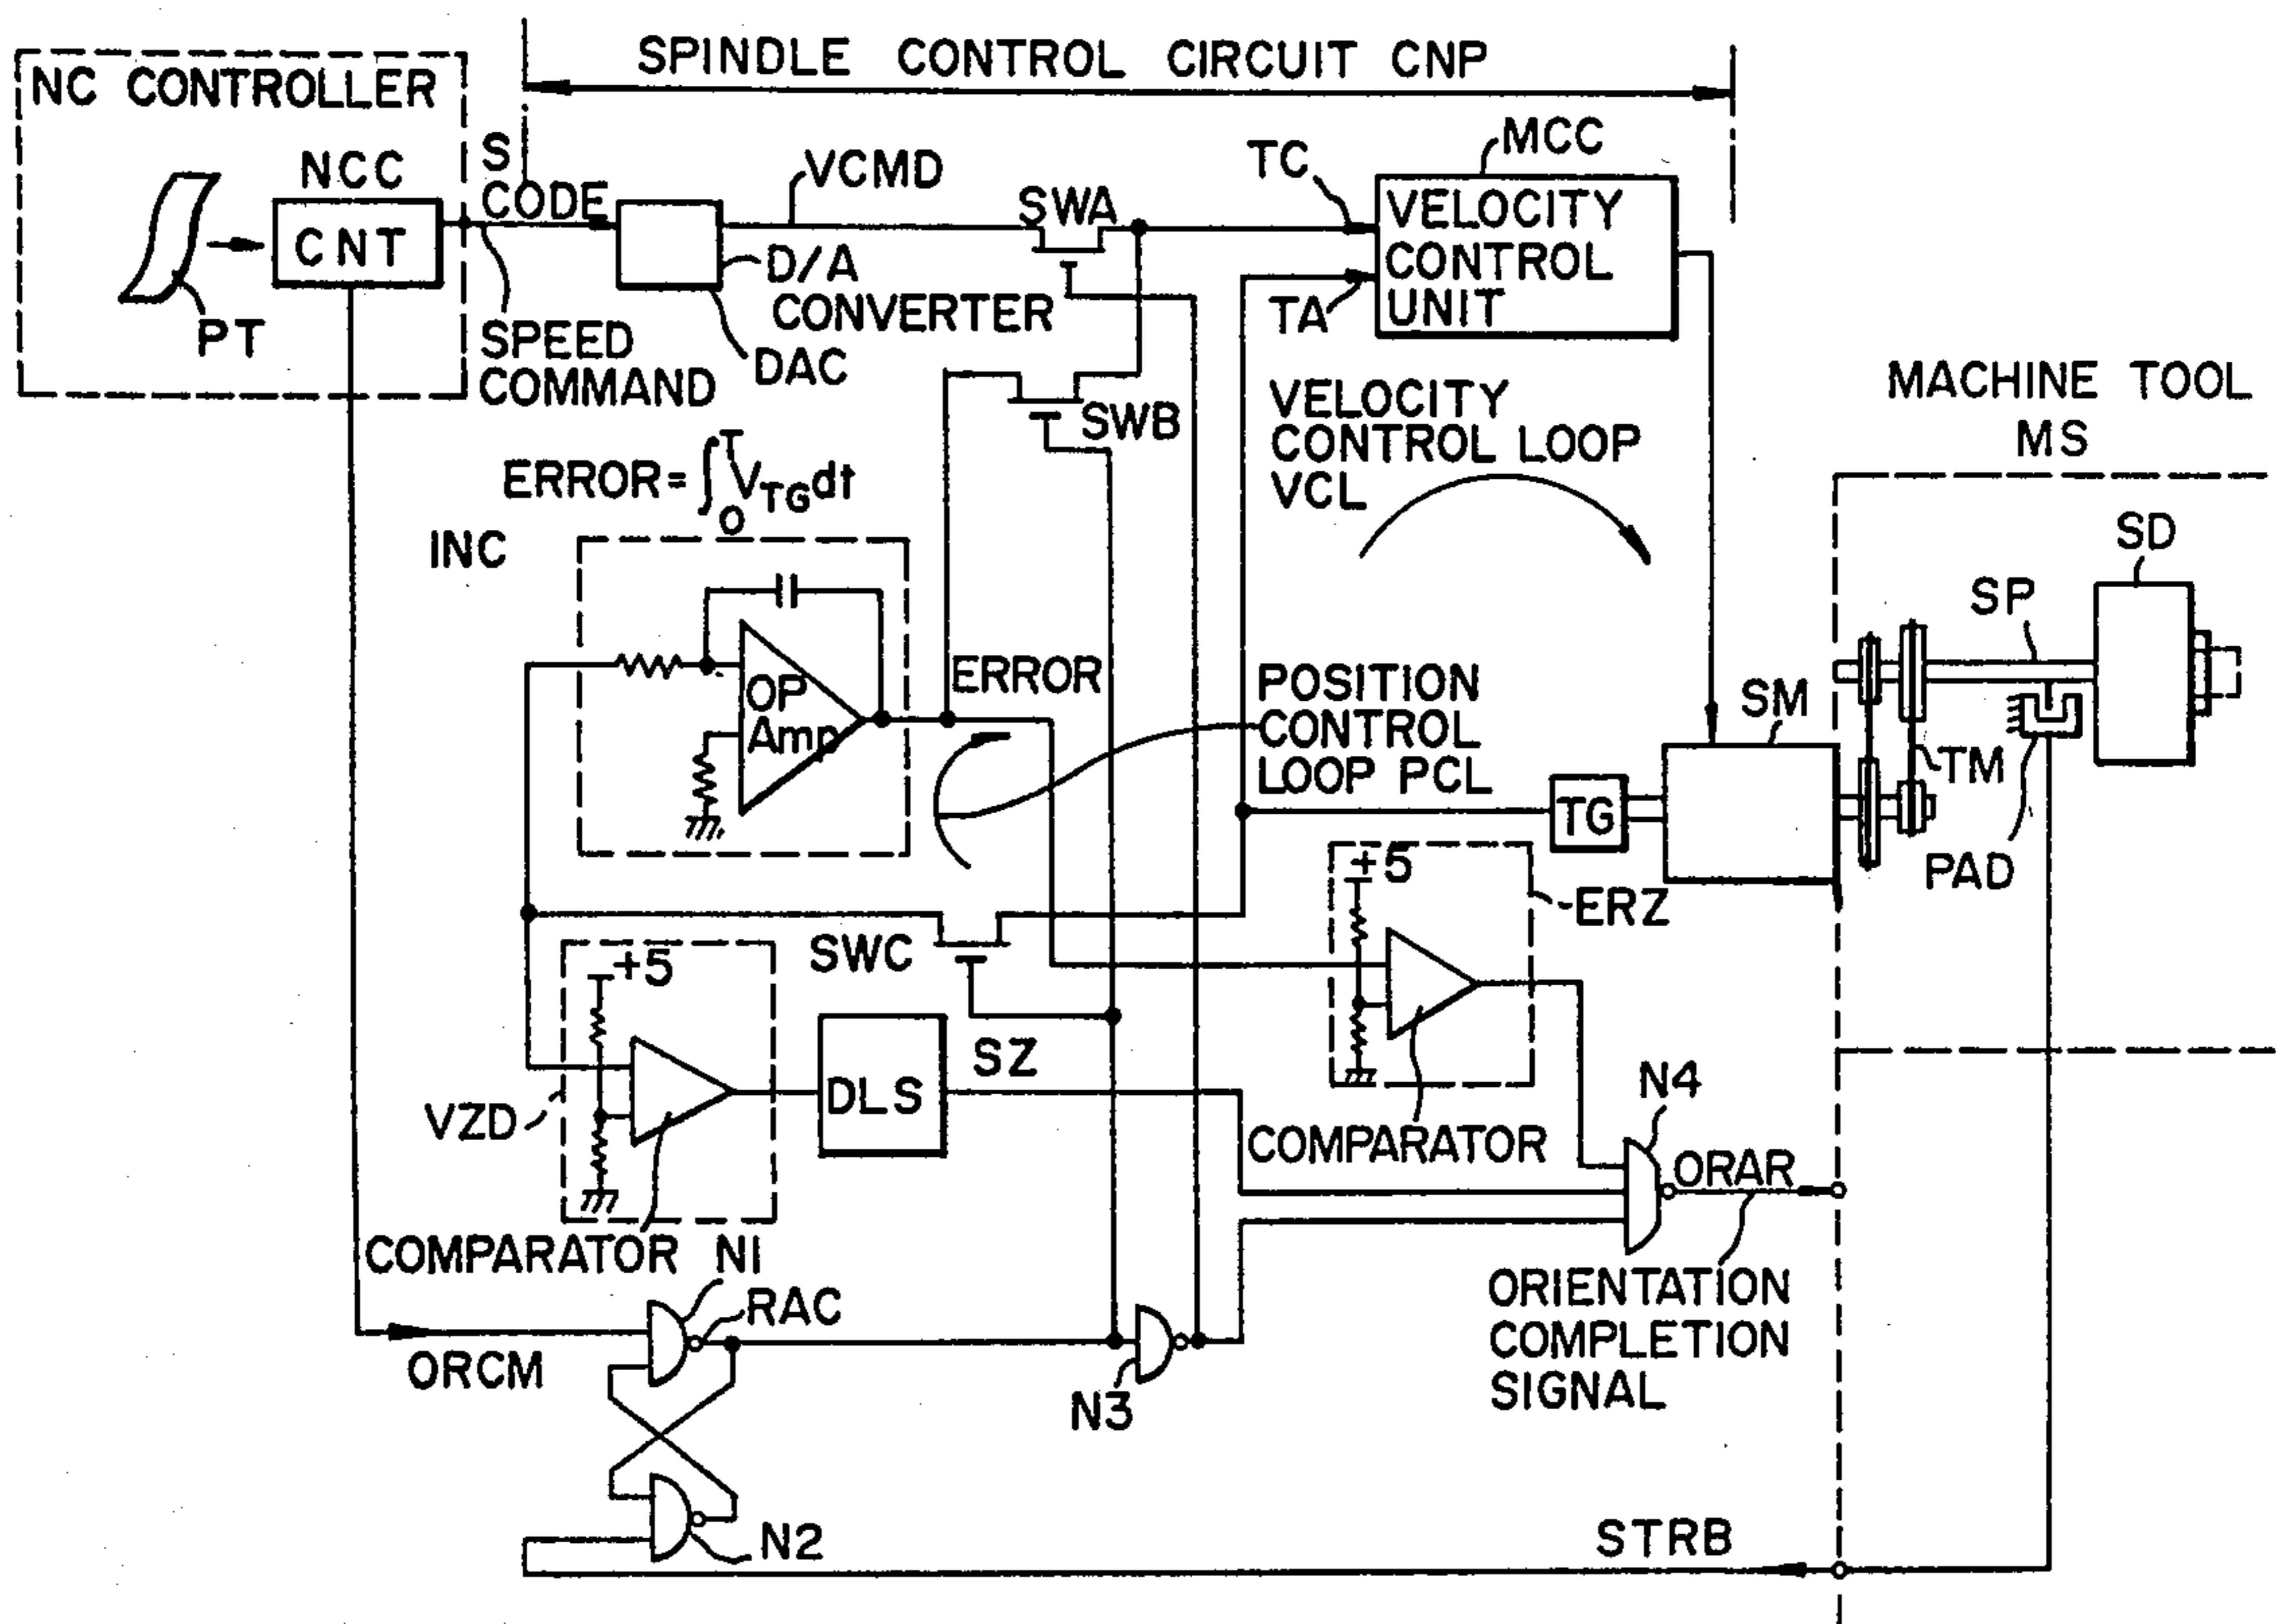 SPINDLE CONTROL CIRCUIT CNP
NC CONTROLLER
NCC
CNT
PT
S
CODE
SPEED
COMMAND
VCMD
D/A
CONVERTER
DAC
SWA
TC
MCC
VELOCITY
CONTROL
UNIT
TA
SWB
VELOCITY
CONTROL LOOP
VCL
MACHINE TOOL
MS
ERROR=∫₀ᵀV_TG dt
INC
OP
Amp
ERROR
POSITION
CONTROL
LOOP PCL
SD
SP
SM
TG
TM
PAD
+5
ERZ
SWC
+5
VZD
DLS
SZ
COMPARATOR
N4
ORAR
COMPARATOR
N1
RAC
ORCM
N3
ORIENTATION
COMPLETION
SIGNAL
N2
STRB